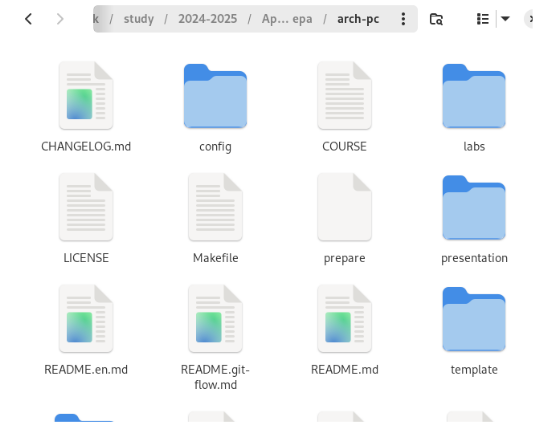 k / study / 2024-2025 / Ap… ера / arch-pc
CHANGELOG.md
config
COURSE
labs
LICENSE
Makefile
prepare
presentation
README.en.md
README.git-
flow.md
README.md
template